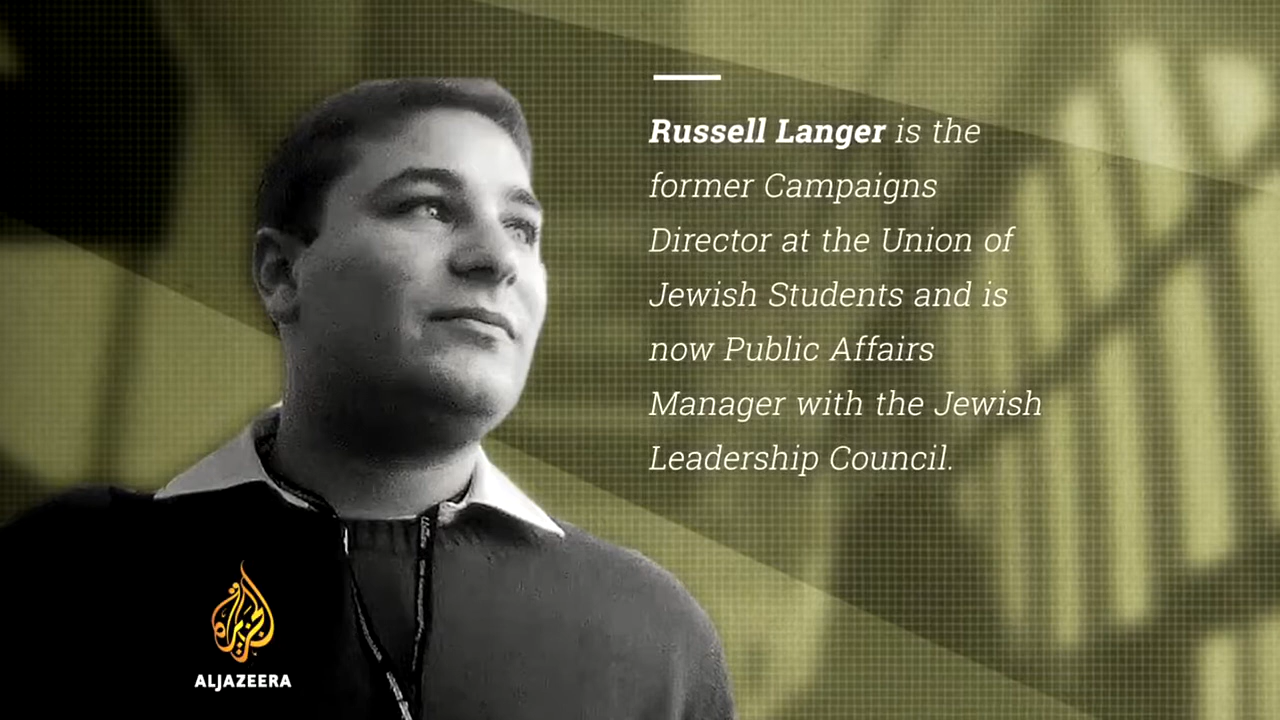 Russell Langer is the
former Campaigns
Director at the Union of
Jewish Students and is
now Public Affairs
Manager with the Jewish
Leadership Council.
الجزيرة
ALJAZEERA